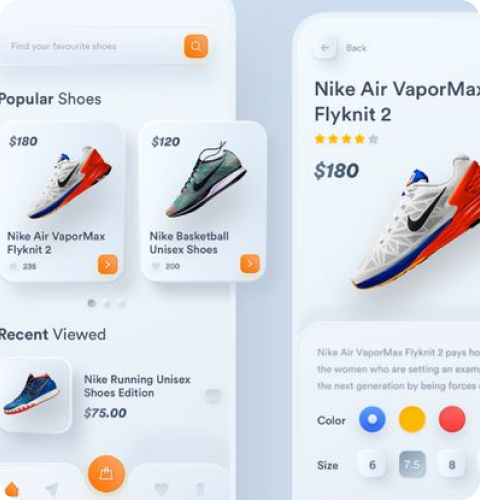 Find your favourite shoes
Popular Shoes
$180
Nike Air VaporMax
Flyknit 2
235
$120
Nike Basketball
Unisex Shoes
200
Recent Viewed
Nike Running Unisex
Shoes Edition
$75.00
Back
Nike Air VaporMax
Flyknit 2
$180
Nike Air VaporMax Flyknit 2 pays
the women who are setting an
the next generation by being forces
Color
Size
6
7.5
8